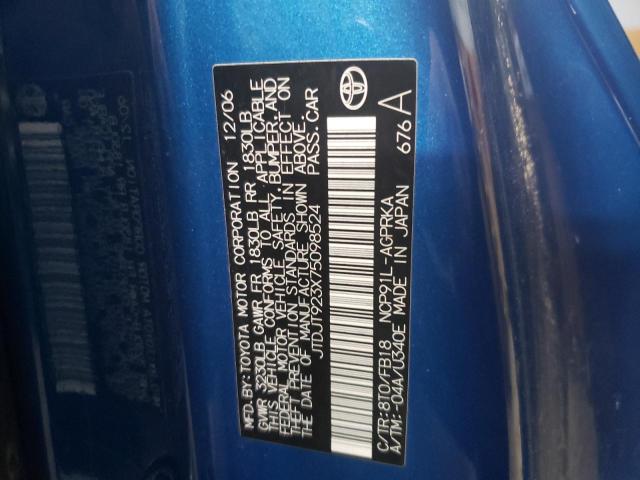 MFD. BY: TOYOTA MOTOR CORPORATION 12/06
GVWR 3230LB GAWR FR 1830LB RR 1830LB
THIS VEHICLE CONFORMS TO ALL APPLICABLE
FEDERAL MOTOR VEHICLE SAFETY, BUMPER, AND
THEFT PREVENTION STANDARDS IN EFFECT ON
THE DATE OF MANUFACTURE SHOWN ABOVE.
JTDJT923X75098524 PASS. CAR
C/TR:8T0/FB18 NCP91L-AGPRKA
A/TM:-04A/U340E MADE IN JAPAN 676 A